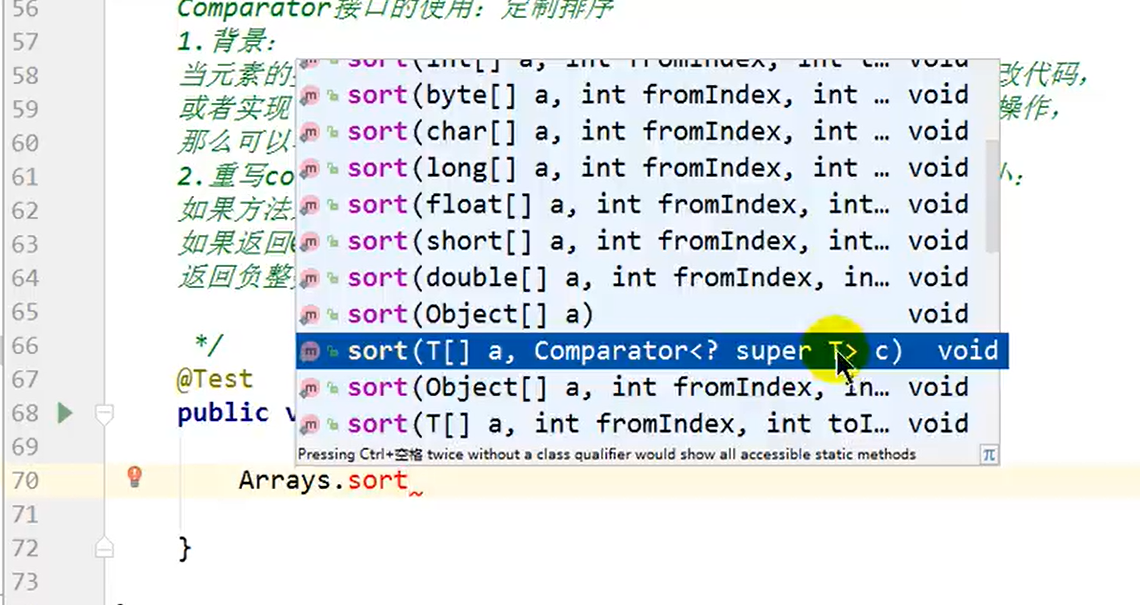 56 Comparator接口的使用：定制排序
57 1.背景：
58 当元素的 改代码，
59 或者实现 操作，
60 那么可以
61 2.重写co 小：
62 如果方法
63 如果返回
64 返回负整
65
66 */
67 @Test
68 public v
69
70 Arrays.sort
71
72 }
73
sort(int[] a, int fromIndex, int t… void
sort(byte[] a, int fromIndex, int … void
sort(char[] a, int fromIndex, int … void
sort(long[] a, int fromIndex, int … void
sort(float[] a, int fromIndex, int… void
sort(short[] a, int fromIndex, int… void
sort(double[] a, int fromIndex, in… void
sort(Object[] a) void
sort(T[] a, Comparator<? super T> c) void
sort(Object[] a, int fromIndex, in… void
sort(T[] a, int fromIndex, int toI… void
Pressing Ctrl+空格 twice without a class qualifier would show all accessible static methods π